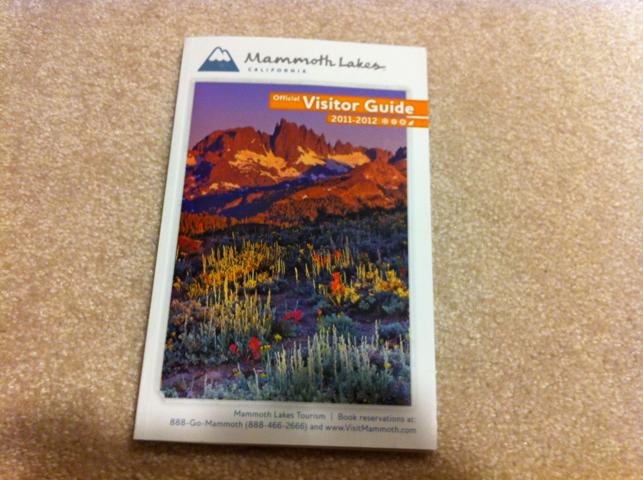 Mammoth Lakes
CALIFORNIA
Official Visitor Guide
2011-2012
Mammoth Lakes Tourism | Book reservations at:
888-Go-Mammoth (888-466-2666) and www.VisitMammoth.com